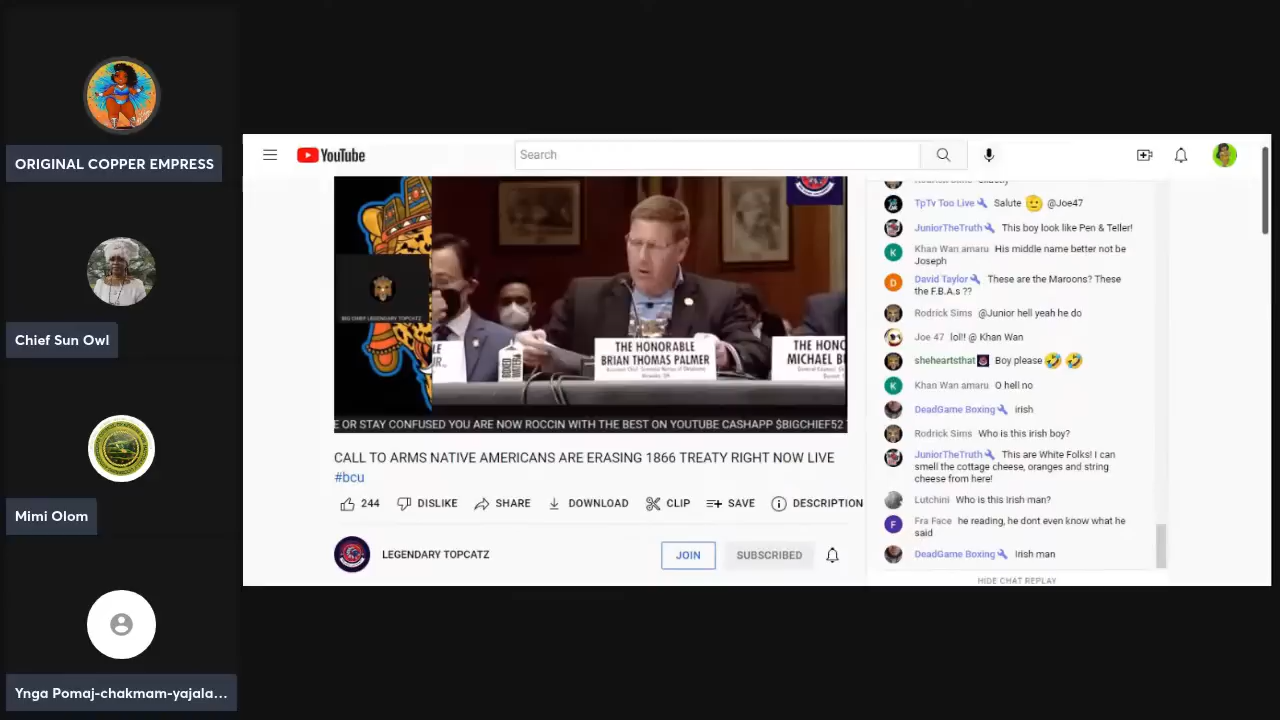 ORIGINAL COPPER EMPRESS
Chief Sun Owl
Mimi Olom
Ynga Pomaj-chakmam-yajala...
YouTube
Search
BIG CHIEF LEGENDARY TOPCATZ
THE HONORABLE
BRIAN THOMAS PALMER
THE HONO
MICHAEL B
BOXED WATER
E OR STAY CONFUSED YOU ARE NOW ROCCIN WITH THE BEST ON YOUTUBE CASHAPP $BIGCHIEF52
CALL TO ARMS NATIVE AMERICANS ARE ERASING 1866 TREATY RIGHT NOW LIVE
#bcu
244 DISLIKE SHARE DOWNLOAD CLIP SAVE DESCRIPTION
LEGENDARY TOPCATZ
JOIN SUBSCRIBED
TpTv Too Live Salute @Joe47
JuniorTheTruth This boy look like Pen & Teller!
Khan Wan amaru His middle name better not be
Joseph
David Taylor These are the Maroons? These
the F.B.A.s ??
Rodrick Sims @Junior hell yeah he do
Joe 47 lol!! @ Khan Wan
sheheartsthat Boy please
Khan Wan amaru O hell no
DeadGame Boxing irish
Rodrick Sims Who is this irish boy?
JuniorTheTruth This are White Folks! I can
smell the cottage cheese, oranges and string
cheese from here!
Lutchini Who is this Irish man?
Fra Face he reading, he dont even know what he
said
DeadGame Boxing Irish man
HIDE CHAT REPLAY